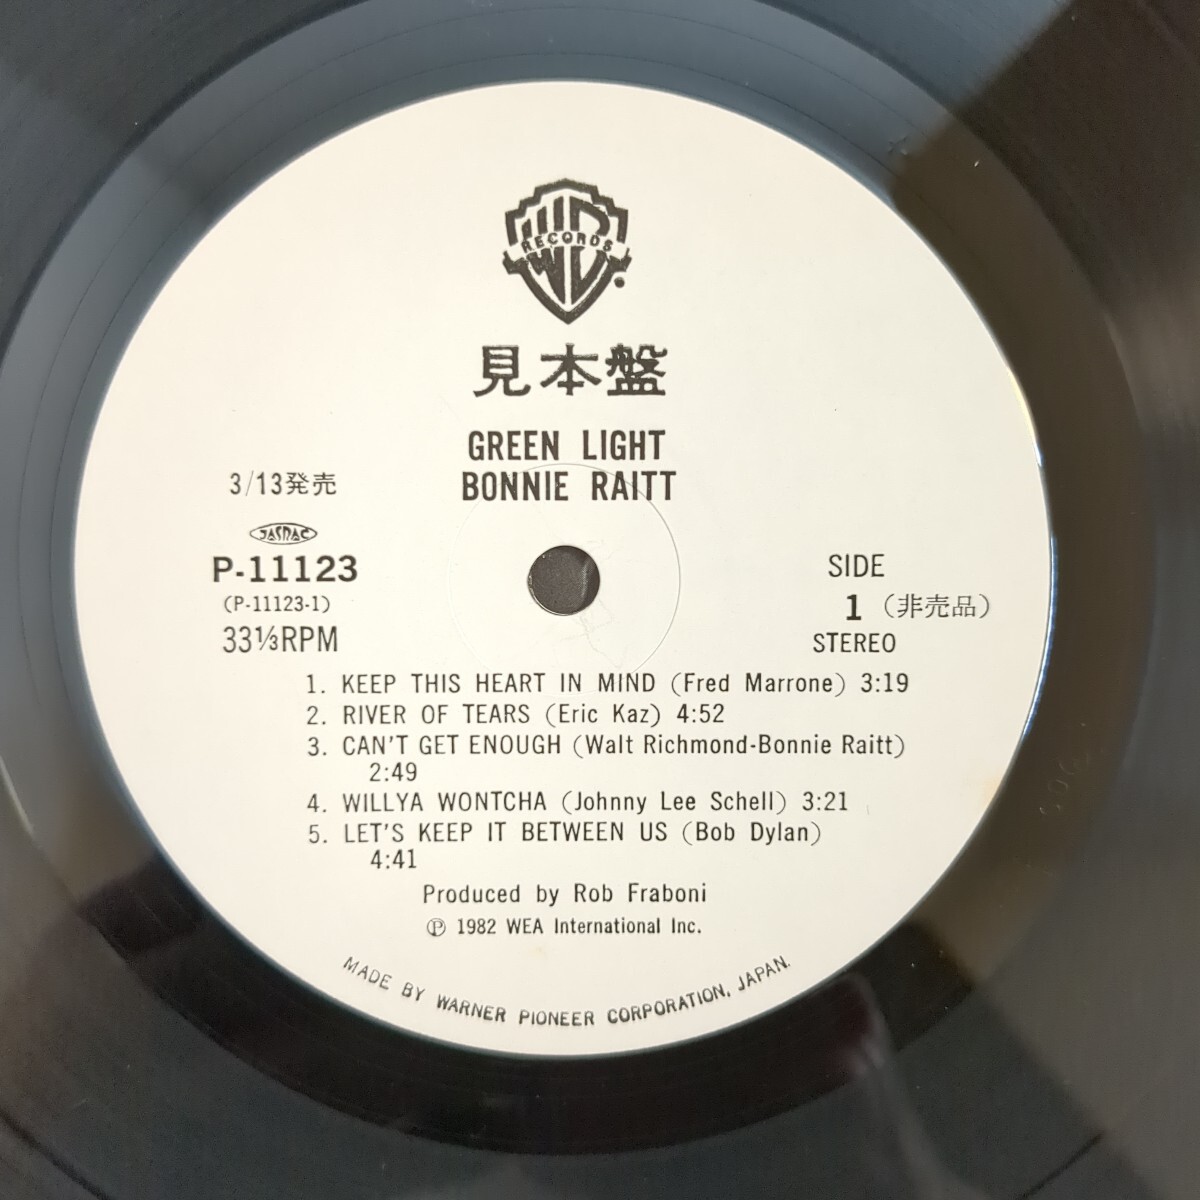 RECORDS
見本盤
GREEN LIGHT
BONNIE RAITT
3/13発売
JASRAC
P-11123
(P-11123-1)
33⅓RPM
SIDE
1 (非売品)
STEREO
1. KEEP THIS HEART IN MIND (Fred Marrone) 3:19
2. RIVER OF TEARS (Eric Kaz) 4:52
3. CAN'T GET ENOUGH (Walt Richmond-Bonnie Raitt)
2:49
4. WILLYA WONTCHA (Johnny Lee Schell) 3:21
5. LET'S KEEP IT BETWEEN US (Bob Dylan)
4:41
Produced by Rob Fraboni
Ⓟ 1982 WEA International Inc.
MADE BY WARNER PIONEER CORPORATION, JAPAN.